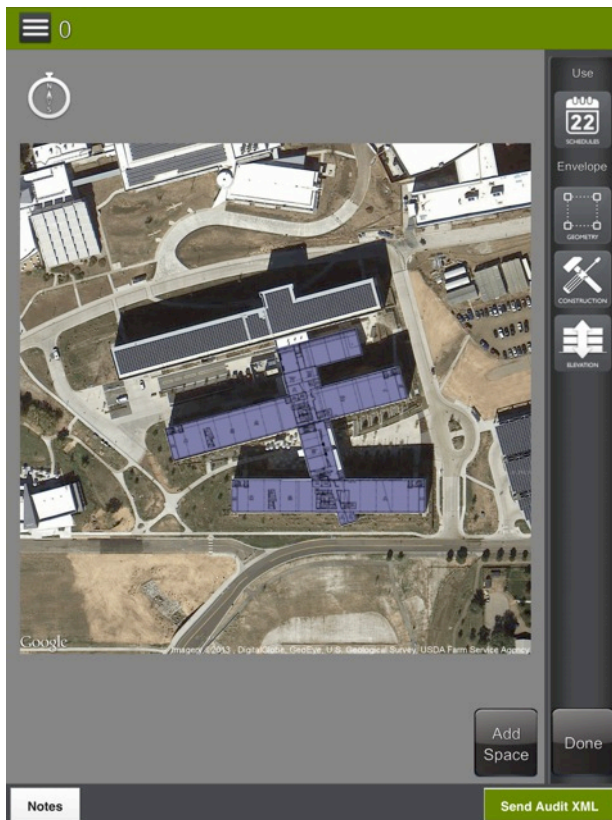 0
N
S
Use
22
SCHEDULES
Envelope
GEOMETRY
CONSTRUCTION
ELEVATION
Google
Imagery ©2013 , DigitalGlobe, GeoEye, U.S. Geological Survey, USDA Farm Service Agency
Add
Space
Done
Notes
Send Audit XML